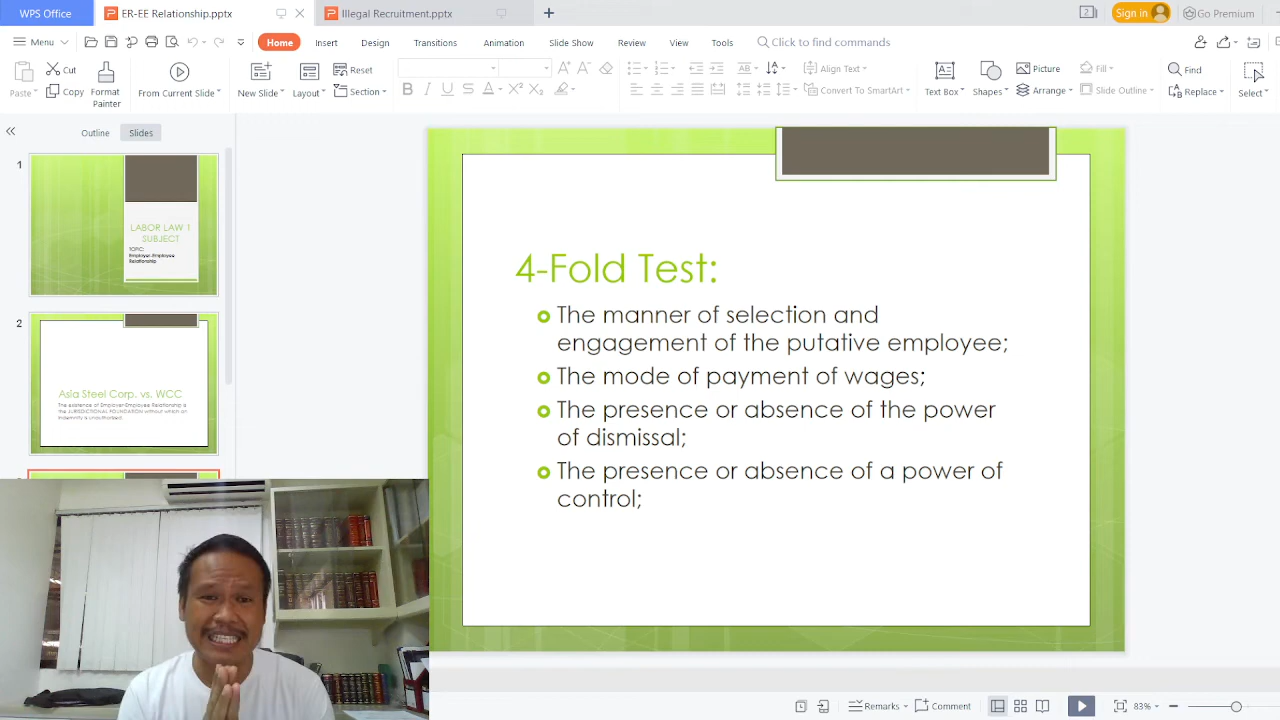 WPS Office
ER-EE Relationship.pptx
Illegal Recruitment.pptx
Sign in
Go Premium
Menu
Home
Insert
Design
Transitions
Animation
Slide Show
Review
View
Tools
Click to find commands
Cut
Copy
Format
Painter
From Current Slide
New Slide
Layout
Reset
Section
B I U S A X² X₂
AB
Align Text
Convert To SmartArt
Text Box
Shapes
Picture
Arrange
Fill
Slide Outline
Find
Replace
Select
Outline
Slides
1
LABOR LAW 1
SUBJECT
TOPIC:
Employer-Employee
Relationship
2
Asia Steel Corp. vs. WCC
The existence of Employer-Employee Relationship is
the JURISDICTIONAL FOUNDATION without which an
indemnity is unauthorized.
4-Fold Test:
The manner of selection and
engagement of the putative employee;
The mode of payment of wages;
The presence or absence of the power
of dismissal;
The presence or absence of a power of
control;
Remarks
Comment
83%